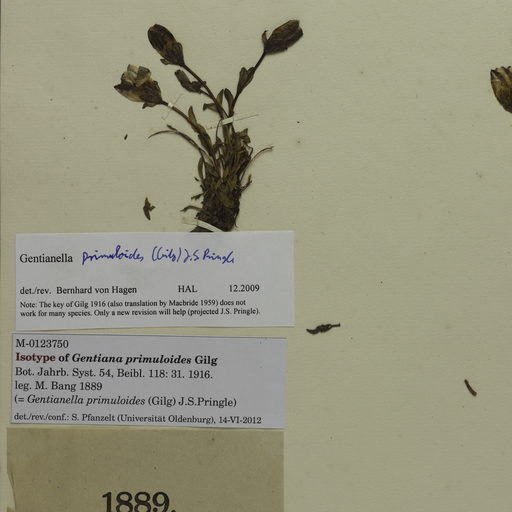 Gentianella primuloides (Gilg) J.S. Pringle
det./rev. Bernhard von Hagen HAL 12.2009
Note: The key of Gilg 1916 (also translation by Macbride 1959) does not
work for many species. Only a new revision will help (projected J.S. Pringle).
M-0123750
Isotype of Gentiana primuloides Gilg
Bot. Jahrb. Syst. 54, Beibl. 118: 31. 1916.
leg. M. Bang 1889
(= Gentianella primuloides (Gilg) J.S.Pringle)
det./rev./conf.: S. Pfanzelt (Universität Oldenburg), 14-VI-2012
1889.